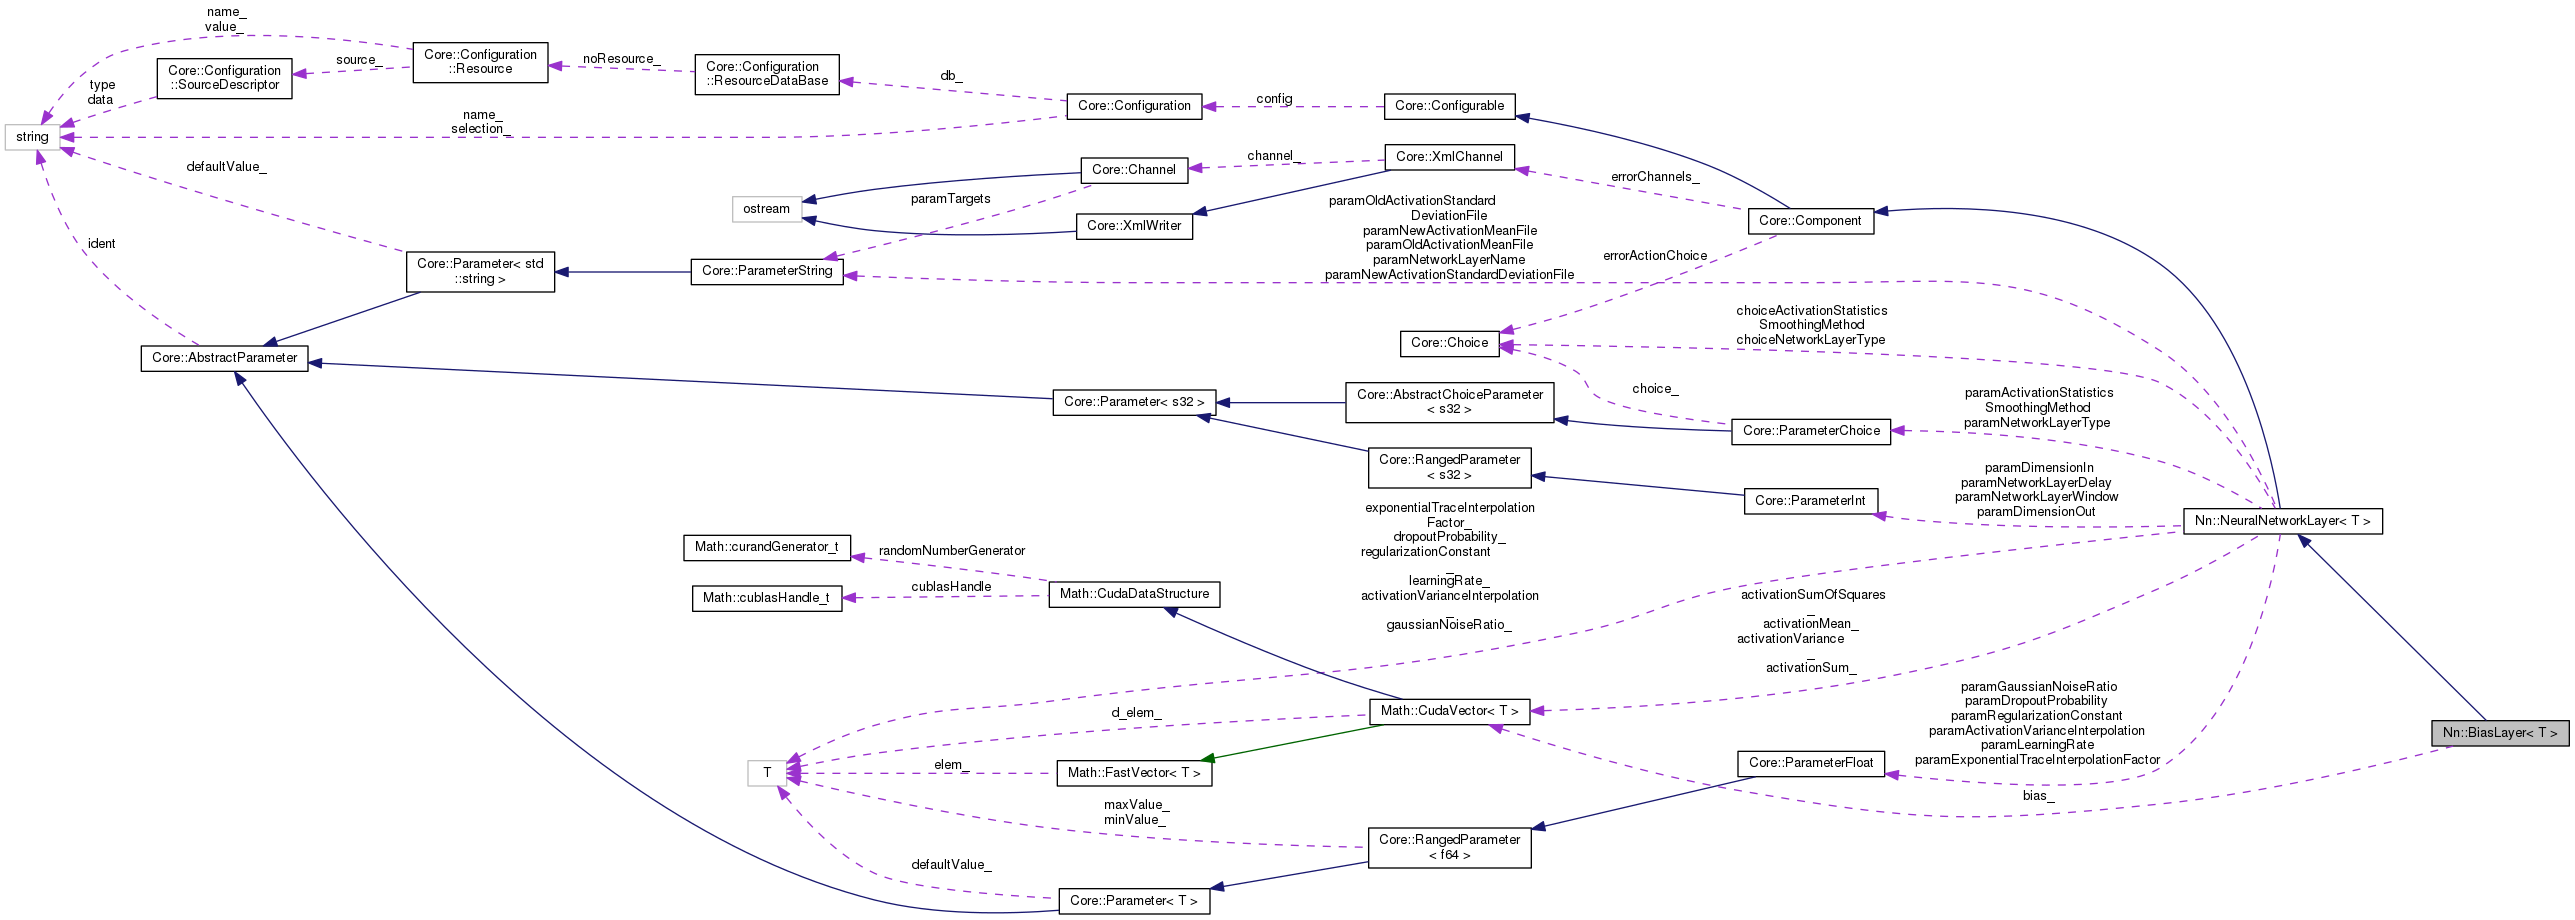 name_
value_
Core::Configuration
::Resource
source_
Core::Configuration
::SourceDescriptor
type
data
noResource_
Core::Configuration
::ResourceDataBase
db_
Core::Configuration
config
Core::Configurable
name_
selection_
string
defaultValue_
ident
Core::Channel
channel_
Core::XmlChannel
errorChannels_
ostream
paramTargets
Core::XmlWriter
paramOldActivationStandard
DeviationFile
paramNewActivationMeanFile
paramOldActivationMeanFile
paramNetworkLayerName
paramNewActivationStandardDeviationFile
Core::Component
errorActionChoice
Core::Parameter< std
::string >
Core::ParameterString
choiceActivationStatistics
SmoothingMethod
choiceNetworkLayerType
Core::Choice
Core::AbstractParameter
Core::Parameter< s32 >
Core::AbstractChoiceParameter
< s32 >
choice_
Core::ParameterChoice
paramActivationStatistics
SmoothingMethod
paramNetworkLayerType
Core::RangedParameter
< s32 >
Core::ParameterInt
paramDimensionIn
paramNetworkLayerDelay
paramNetworkLayerWindow
paramDimensionOut
Nn::NeuralNetworkLayer< T >
exponentialTraceInterpolation
Factor_
dropoutProbability_
regularizationConstant
_
learningRate_
activationVarianceInterpolation
_
gaussianNoiseRatio_
Math::curandGenerator_t
randomNumberGenerator
Math::cublasHandle_t
cublasHandle
Math::CudaDataStructure
activationSumOfSquares
_
activationMean_
activationVariance
_
activationSum_
Math::CudaVector< T >
d_elem_
T
elem_
Math::FastVector< T >
paramGaussianNoiseRatio
paramDropoutProbability
paramRegularizationConstant
paramActivationVarianceInterpolation
paramLearningRate
paramExponentialTraceInterpolationFactor
Core::ParameterFloat
Nn::BiasLayer< T >
bias_
maxValue_
minValue_
Core::RangedParameter
< f64 >
defaultValue_
Core::Parameter< T >